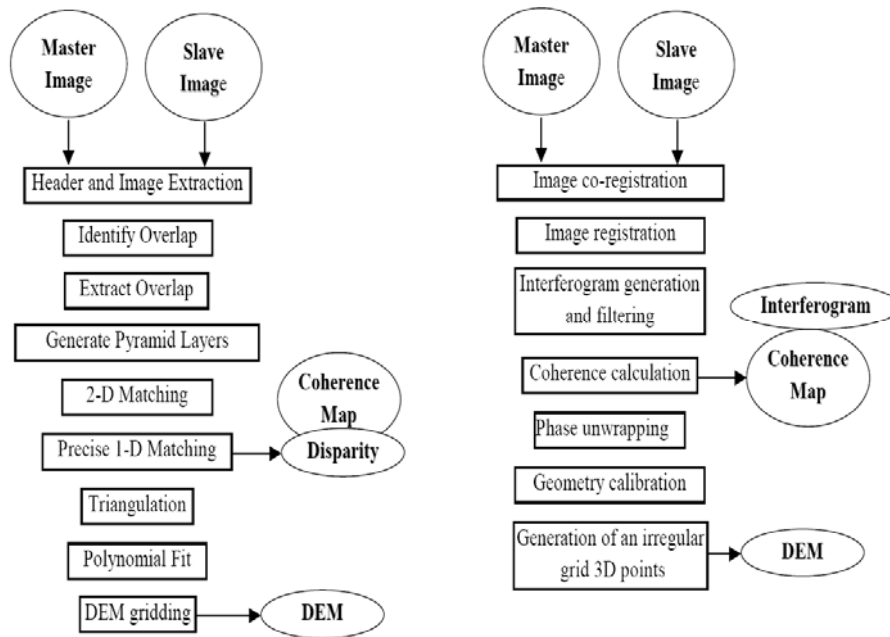 Master
Image
Slave
Image
Header and Image Extraction
Identify Overlap
Extract Overlap
Generate Pyramid Layers
2-D Matching
Coherence
Map
Precise 1-D Matching
Disparity
Triangulation
Polynomial Fit
DEM gridding
DEM
Master
Image
Slave
Image
Image co-registration
Image registration
Interferogram generation
and filtering
Interferogram
Coherence calculation
Coherence
Map
Phase unwrapping
Geometry calibration
Generation of an irregular
grid 3D points
DEM